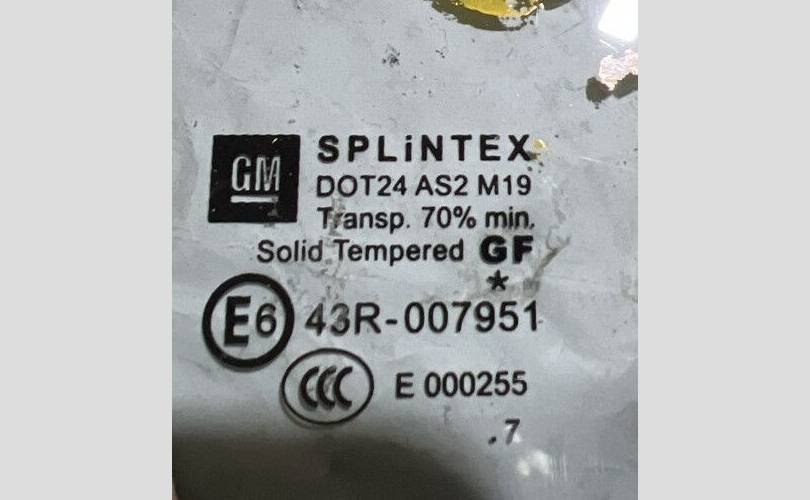 GM SPLiNTEX
DOT24 AS2 M19
Transp. 70% min.
Solid Tempered GF
*
E6 43R-007951
CCC E 000255
.7